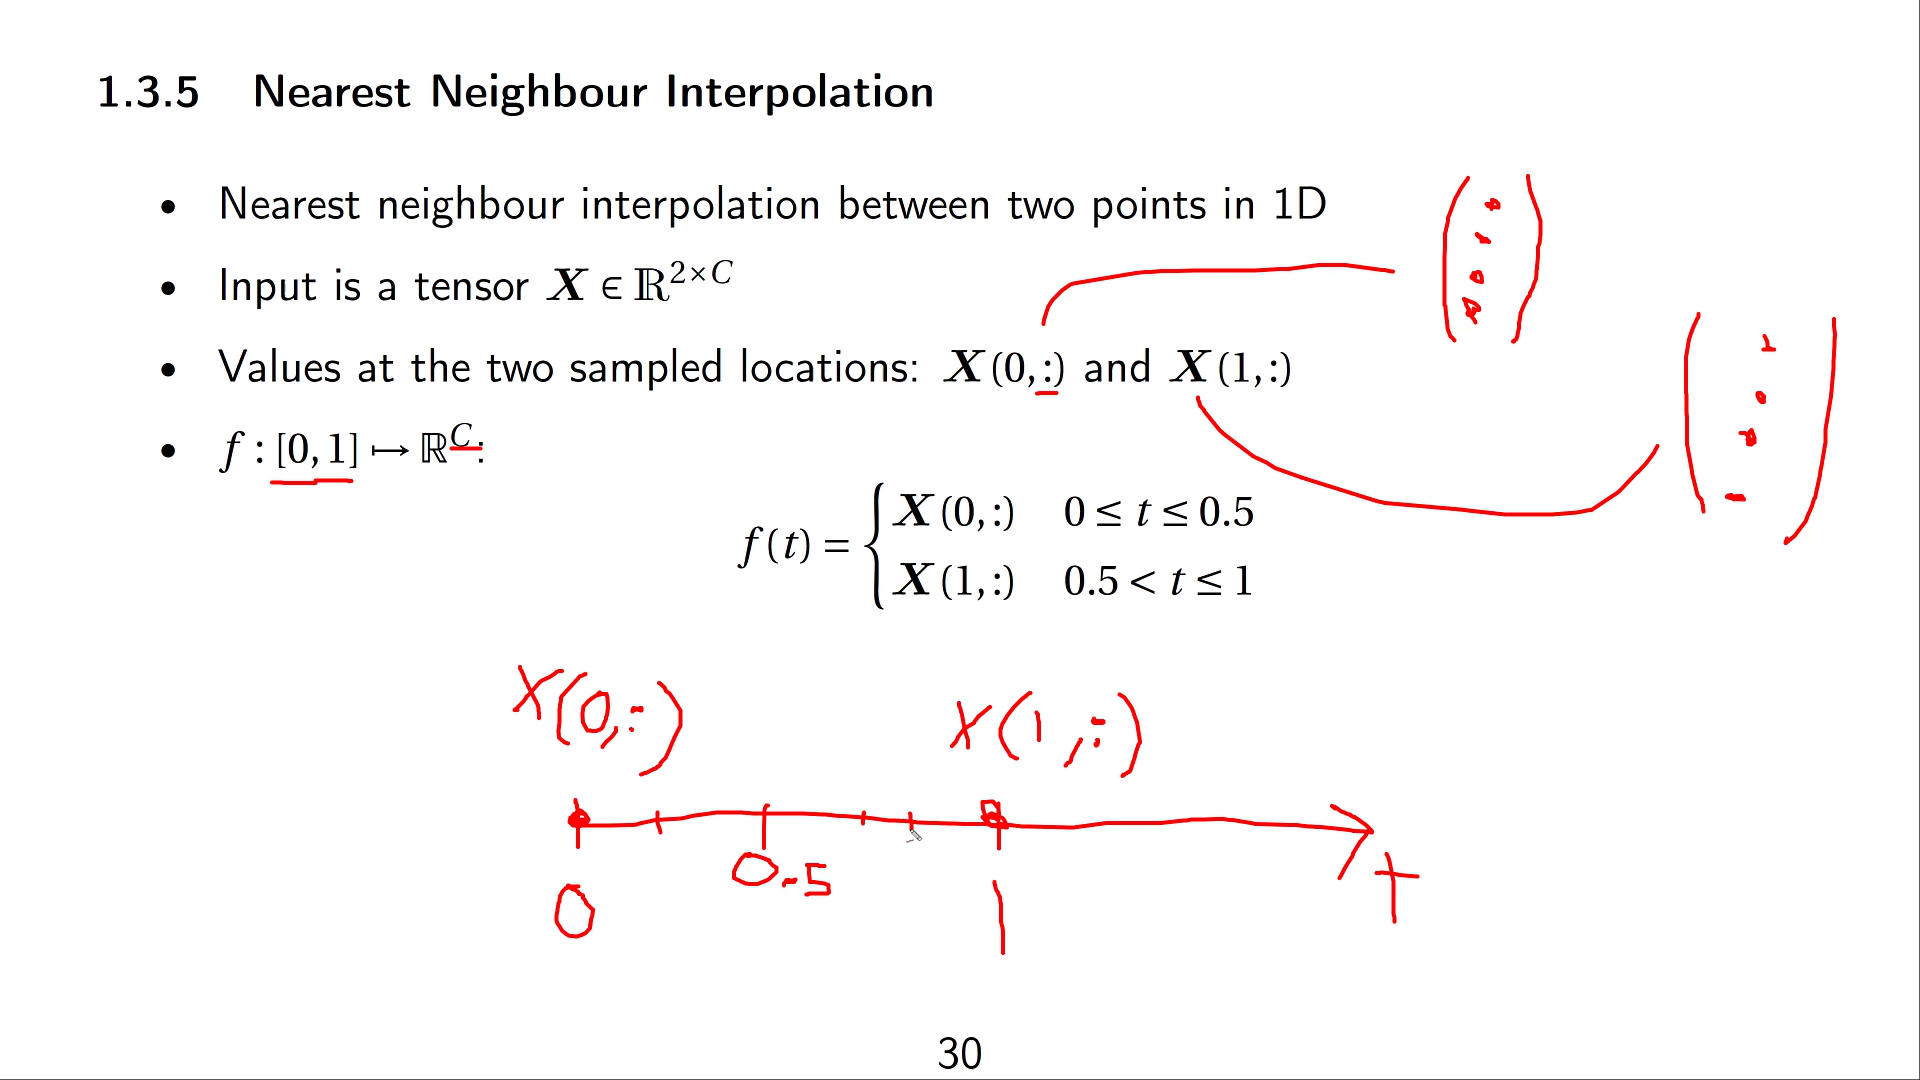 1.3.5 Nearest Neighbour Interpolation
• Nearest neighbour interpolation between two points in 1D
• Input is a tensor X ∈ ℝ^{2×C}
• Values at the two sampled locations: X(0,:) and X(1,:)
• f : [0,1] ↦ ℝ^C:
f(t) = { X(0,:) 0 ≤ t ≤ 0.5
X(1,:) 0.5 < t ≤ 1
X(0,:) X(1,:)
0 0.5 1 t
30